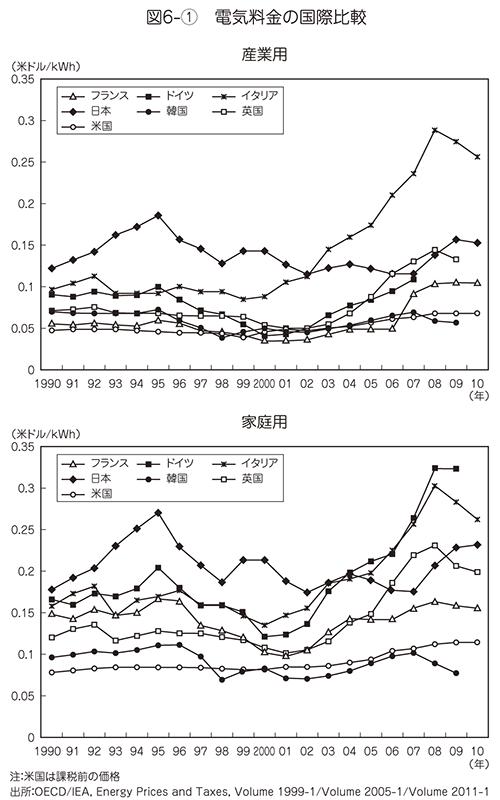 図6-① 電気料金の国際比較
産業用
(米ドル/kWh)
0.35
フランス ドイツ イタリア
日本 韓国 英国
米国
0.3
0.25
0.2
0.15
0.1
0.05
0
1990 91 92 93 94 95 96 97 98 99 2000 01 02 03 04 05 06 07 08 09 10
(年)
家庭用
(米ドル/kWh)
0.35
フランス ドイツ イタリア
日本 韓国 英国
米国
0.3
0.25
0.2
0.15
0.1
0.05
0
1990 91 92 93 94 95 96 97 98 99 2000 01 02 03 04 05 06 07 08 09 10
(年)
注:米国は課税前の価格
出所:OECD/IEA, Energy Prices and Taxes, Volume 1999-1/Volume 2005-1/Volume 2011-1